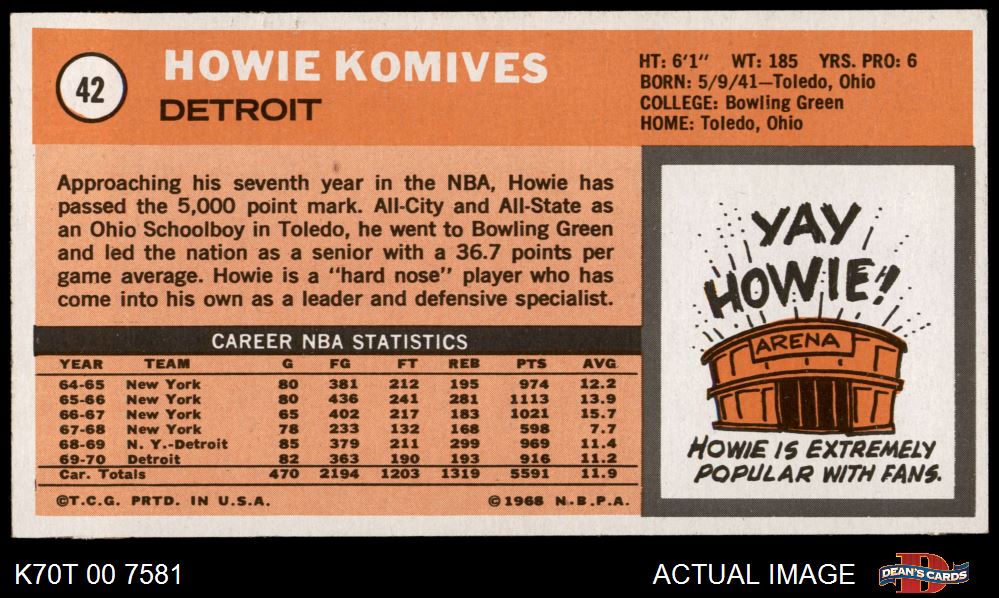 42
HOWIE KOMIVES
DETROIT
HT: 6'1" WT: 185 YRS. PRO: 6
BORN: 5/9/41—Toledo, Ohio
COLLEGE: Bowling Green
HOME: Toledo, Ohio
Approaching his seventh year in the NBA, Howie has
passed the 5,000 point mark. All-City and All-State as
an Ohio Schoolboy in Toledo, he went to Bowling Green
and led the nation as a senior with a 36.7 points per
game average. Howie is a "hard nose" player who has
come into his own as a leader and defensive specialist.
CAREER NBA STATISTICS
YEAR TEAM G FG FT REB PTS AVG
64-65 New York 80 381 212 195 974 12.2
65-66 New York 80 436 241 281 1113 13.9
66-67 New York 65 402 217 183 1021 15.7
67-68 New York 78 233 132 168 598 7.7
68-69 N. Y.-Detroit 85 379 211 299 969 11.4
69-70 Detroit 82 363 190 193 916 11.2
Car. Totals 470 2194 1203 1319 5591 11.9
©T.C.G. PRTD. IN U.S.A. ©1968 N.B.P.A.
YAY
HOWIE!!
ARENA
HOWIE IS EXTREMELY
POPULAR WITH FANS.
K70T 00 7581
ACTUAL IMAGE
D
DEAN'S CARDS